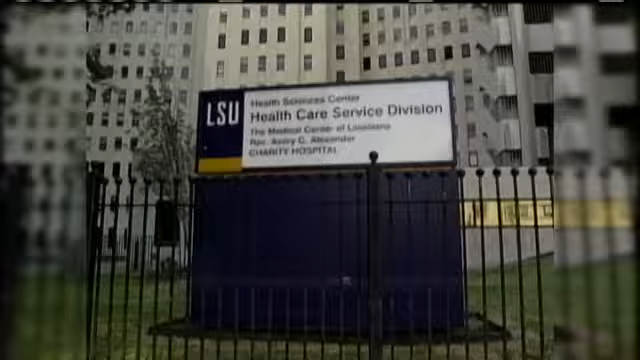 LSU
Health Sciences Center
Health Care Service Division
The Medical Center of Louisiana
Rev. Avery C. Alexander
CHARITY HOSPITAL